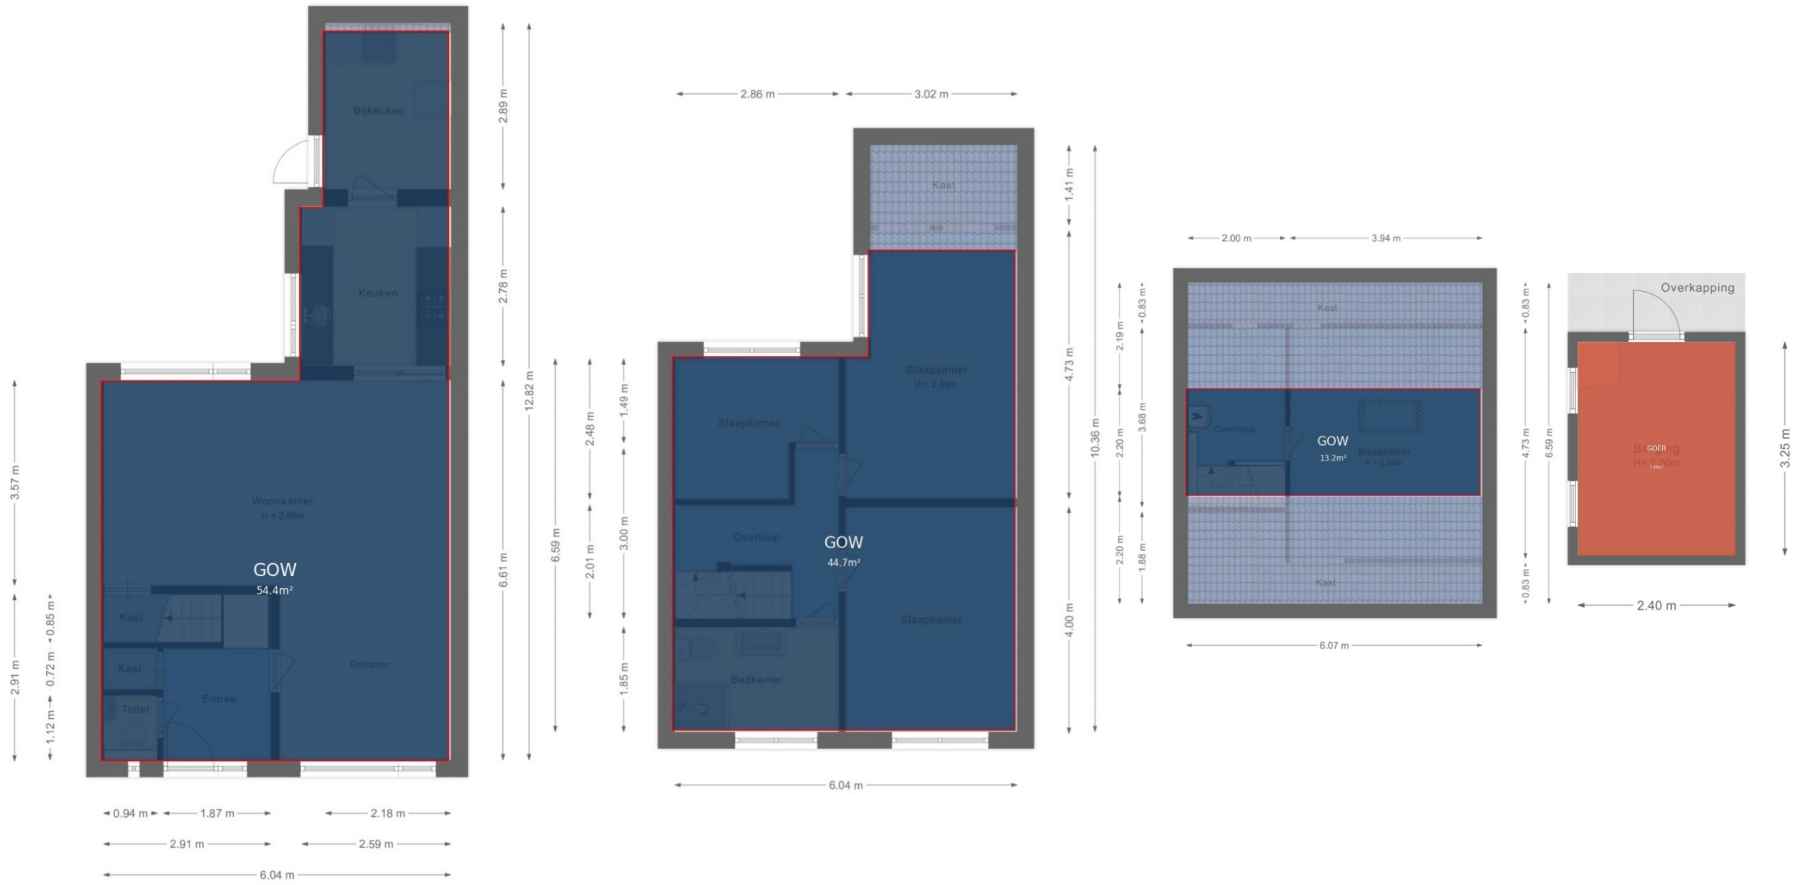 Bijkeuken
2.89 m
Keuken
2.78 m
12.82 m
3.57 m
Woonkamer
H = 2.66m
GOW
54.4m²
6.61 m
Kast
0.85 m
Kast
0.72 m
2.91 m
Entree
Eetkamer
Toilet
1.12 m
0.94 m
1.87 m
2.18 m
2.91 m
2.59 m
6.04 m
2.86 m
3.02 m
Kast
1.41 m
10.36 m
Slaapkamer
H = 2.49m
4.73 m
Slaapkamer
1.49 m
2.48 m
6.59 m
Overloop
GOW
44.7m²
2.01 m
3.00 m
Slaapkamer
4.00 m
Badkamer
1.85 m
6.04 m
2.00 m
3.94 m
Kast
0.83 m
0.83 m
2.19 m
Overloop
GOW
13.2m²
Slaapkamer
2.20 m
3.68 m
4.73 m
6.59 m
2.20 m
1.88 m
Kast
0.83 m
6.07 m
Overkapping
Berging
H= 2.50m
GOEB
3.25 m
2.40 m